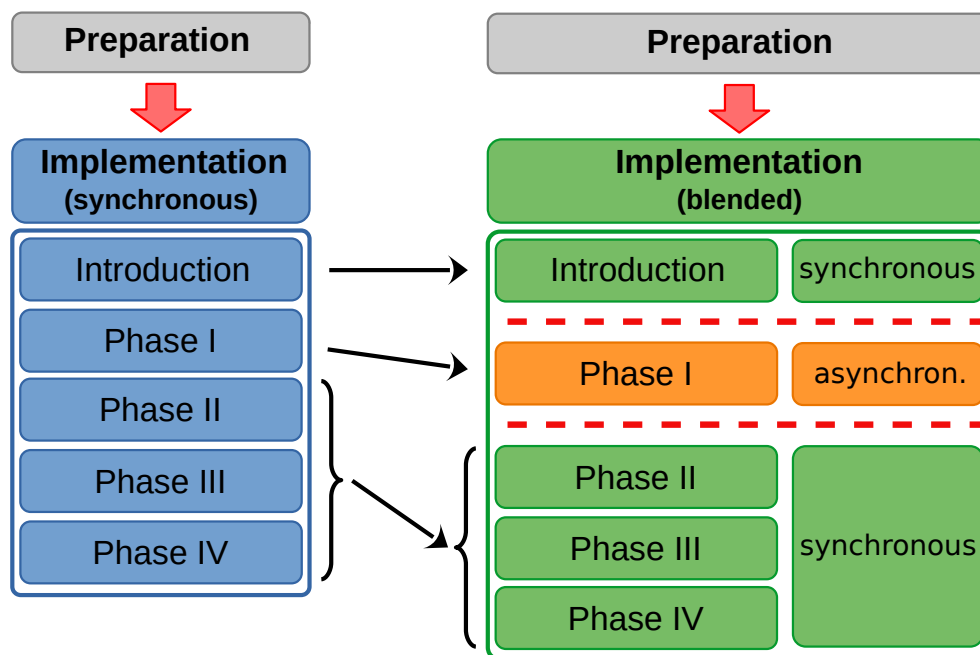 Preparation
Implementation
(synchronous)
Introduction
Phase I
Phase II
Phase III
Phase IV
Preparation
Implementation
(blended)
Introduction
synchronous
Phase I
asynchron.
Phase II
Phase III
Phase IV
synchronous